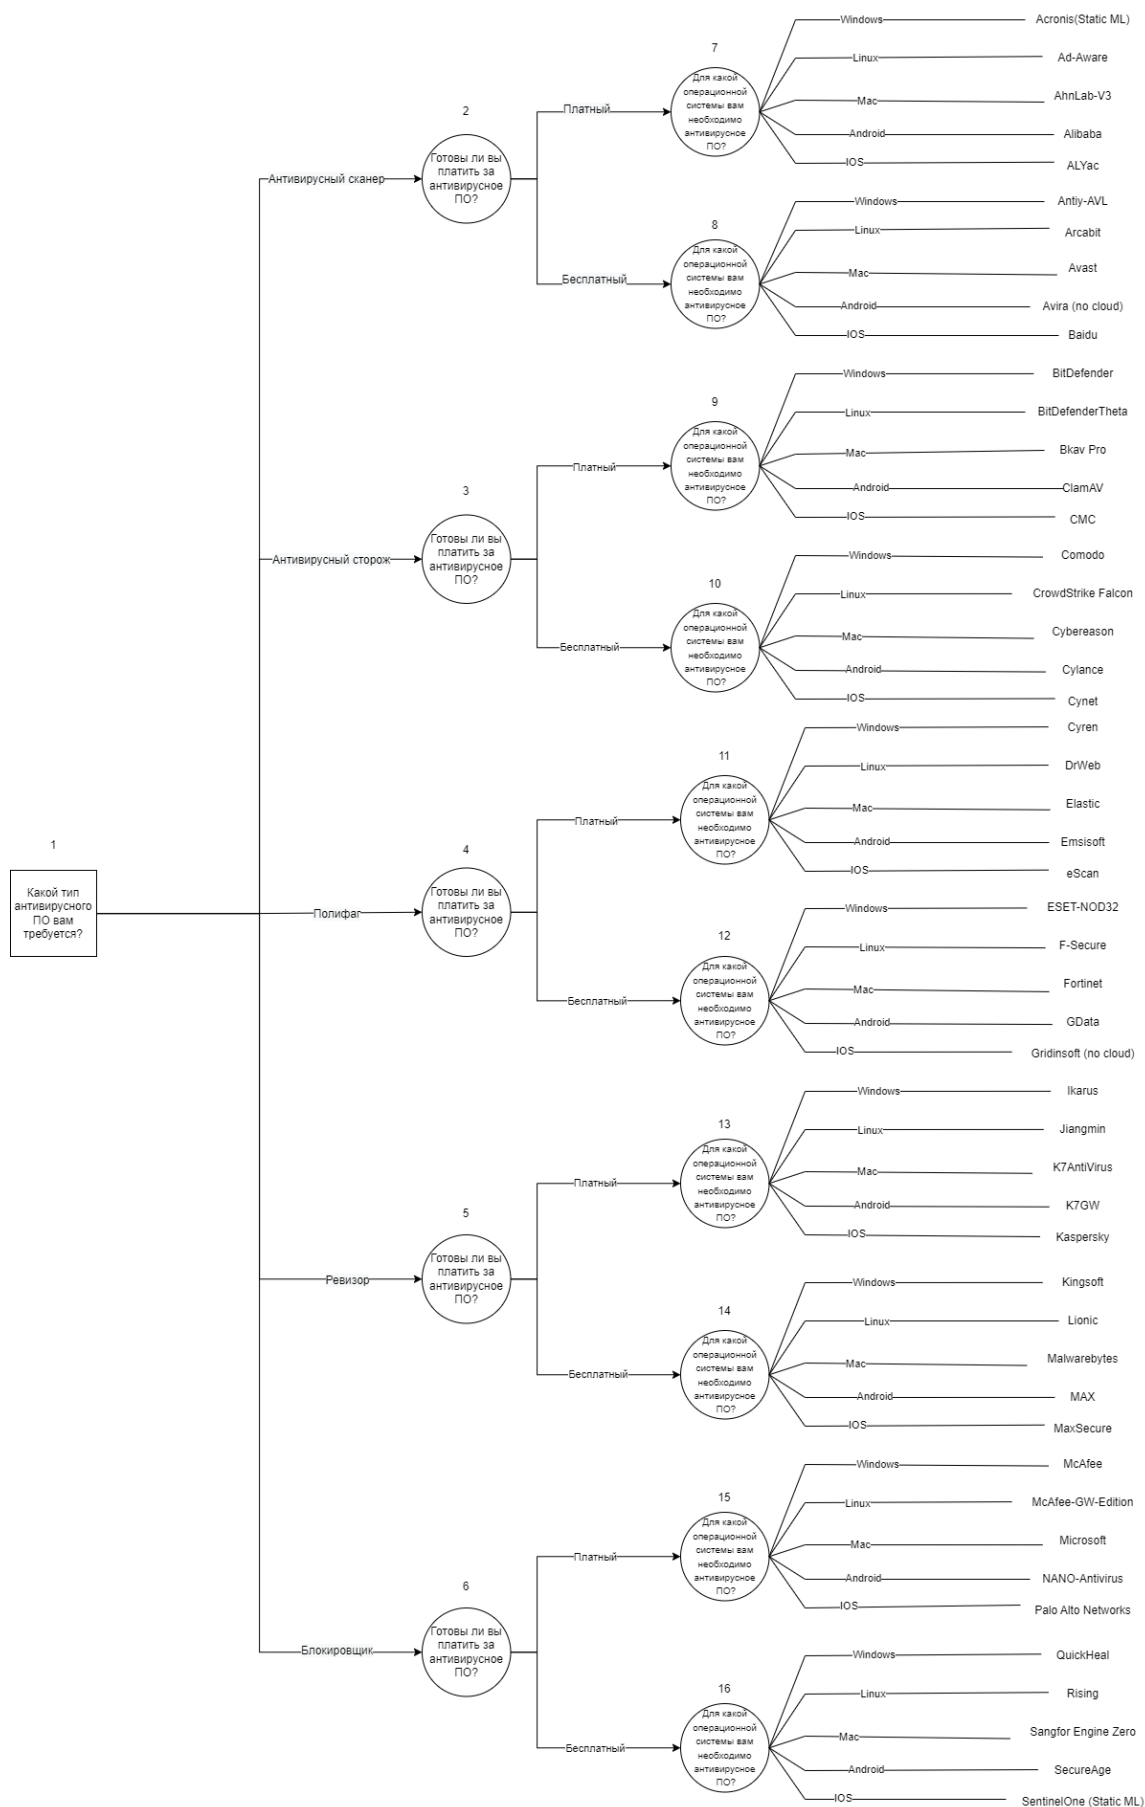 1
Какой тип
антивирусного
ПО вам
требуется?
Антивирусный сканер
2
Готовы ли вы
платить за
антивирусное
ПО?
Платный
7
Для какой
операционной
системы вам
необходимо
антивирусное
ПО?
Windows
Acronis(Static ML)
Linux
Ad-Aware
Mac
AhnLab-V3
Android
Alibaba
IOS
ALYac
Бесплатный
8
Для какой
операционной
системы вам
необходимо
антивирусное
ПО?
Windows
Antiy-AVL
Linux
Arcabit
Mac
Avast
Android
Avira (no cloud)
IOS
Baidu
Антивирусный сторож
3
Готовы ли вы
платить за
антивирусное
ПО?
Платный
9
Для какой
операционной
системы вам
необходимо
антивирусное
ПО?
Windows
BitDefender
Linux
BitDefenderTheta
Mac
Bkav Pro
Android
ClamAV
IOS
CMC
Бесплатный
10
Для какой
операционной
системы вам
необходимо
антивирусное
ПО?
Windows
Comodo
Linux
CrowdStrike Falcon
Mac
Cybereason
Android
Cylance
IOS
Cynet
Полифаг
4
Готовы ли вы
платить за
антивирусное
ПО?
Платный
11
Для какой
операционной
системы вам
необходимо
антивирусное
ПО?
Windows
Cyren
Linux
DrWeb
Mac
Elastic
Android
Emsisoft
IOS
eScan
Бесплатный
12
Для какой
операционной
системы вам
необходимо
антивирусное
ПО?
Windows
ESET-NOD32
Linux
F-Secure
Mac
Fortinet
Android
GData
IOS
Gridinsoft (no cloud)
Ревизор
5
Готовы ли вы
платить за
антивирусное
ПО?
Платный
13
Для какой
операционной
системы вам
необходимо
антивирусное
ПО?
Windows
Ikarus
Linux
Jiangmin
Mac
K7AntiVirus
Android
K7GW
IOS
Kaspersky
Бесплатный
14
Для какой
операционной
системы вам
необходимо
антивирусное
ПО?
Windows
Kingsoft
Linux
Lionic
Mac
Malwarebytes
Android
MAX
IOS
MaxSecure
Блокировщик
6
Готовы ли вы
платить за
антивирусное
ПО?
Платный
15
Для какой
операционной
системы вам
необходимо
антивирусное
ПО?
Windows
McAfee
Linux
McAfee-GW-Edition
Mac
Microsoft
Android
NANO-Antivirus
IOS
Palo Alto Networks
Бесплатный
16
Для какой
операционной
системы вам
необходимо
антивирусное
ПО?
Windows
QuickHeal
Linux
Rising
Mac
Sangfor Engine Zero
Android
SecureAge
IOS
SentinelOne (Static ML)